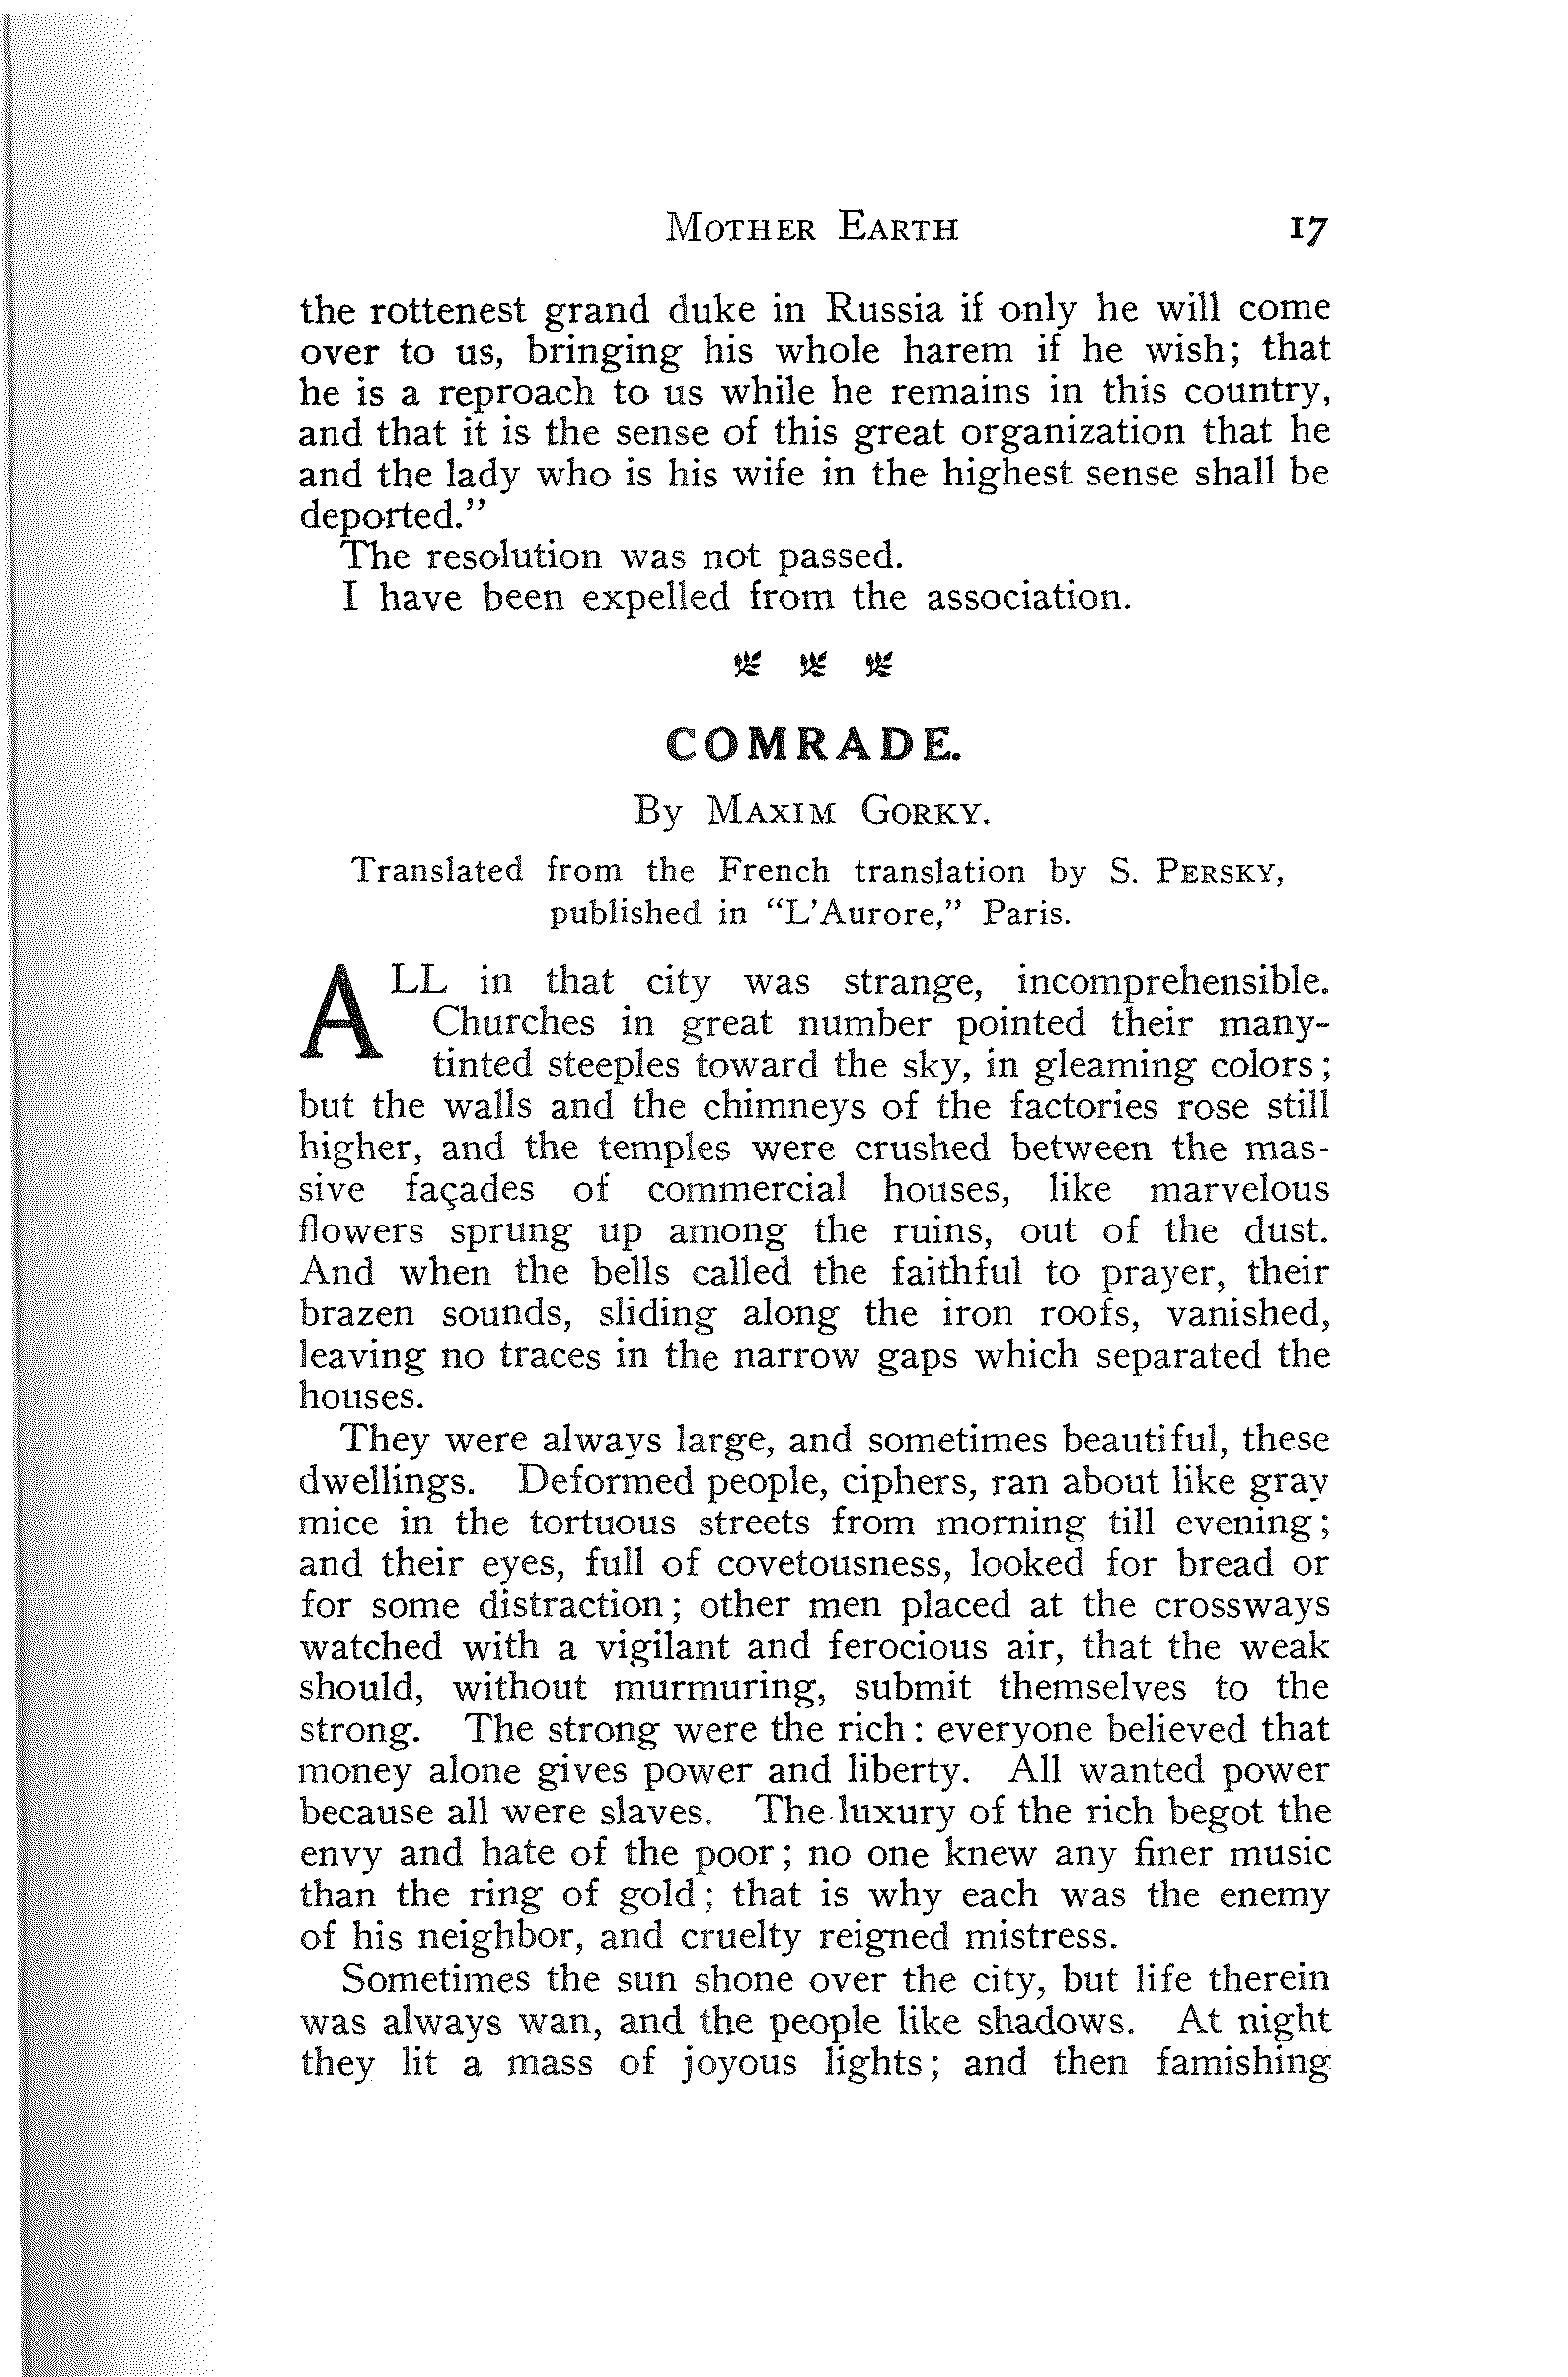 MOTHER EARTH 17
the rottenest grand duke in Russia if only he will come
over to us, bringing his whole harem if he wish; that
he is a reproach to us while he remains in this country,
and that it is the sense of this great organization that he
and the lady who is his wife in the highest sense shall be
deported.”
The resolution was not passed.
I have been expelled from the association.
COMRADE.
By MAXIM GORKY.
Translated from the French translation by S. PERSKY,
published in “L’Aurore,” Paris.
ALL in that city was strange, incomprehensible.
Churches in great number pointed their many-
tinted steeples toward the sky, in gleaming colors;
but the walls and the chimneys of the factories rose still
higher, and the temples were crushed between the mas-
sive façades of commercial houses, like marvelous
flowers sprung up among the ruins, out of the dust.
And when the bells called the faithful to prayer, their
brazen sounds, sliding along the iron roofs, vanished,
leaving no traces in the narrow gaps which separated the
houses.
They were always large, and sometimes beautiful, these
dwellings. Deformed people, ciphers, ran about like gray
mice in the tortuous streets from morning till evening;
and their eyes, full of covetousness, looked for bread or
for some distraction; other men placed at the crossways
watched with a vigilant and ferocious air, that the weak
should, without murmuring, submit themselves to the
strong. The strong were the rich: everyone believed that
money alone gives power and liberty. All wanted power
because all were slaves. The luxury of the rich begot the
envy and hate of the poor; no one knew any finer music
than the ring of gold; that is why each was the enemy
of his neighbor, and cruelty reigned mistress.
Sometimes the sun shone over the city, but life therein
was always wan, and the people like shadows. At night
they lit a mass of joyous lights; and then famishing